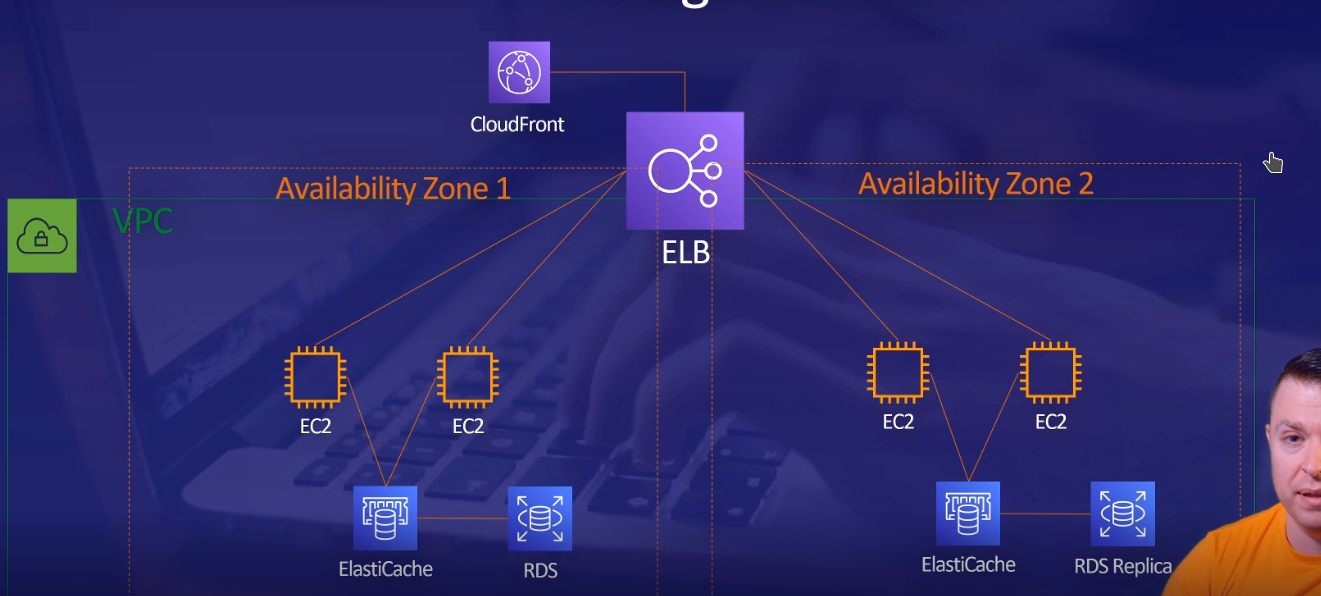 CloudFront
Availability Zone 1
Availability Zone 2
VPC
ELB
EC2
EC2
EC2
EC2
ElastiCache
RDS
ElastiCache
RDS Replica